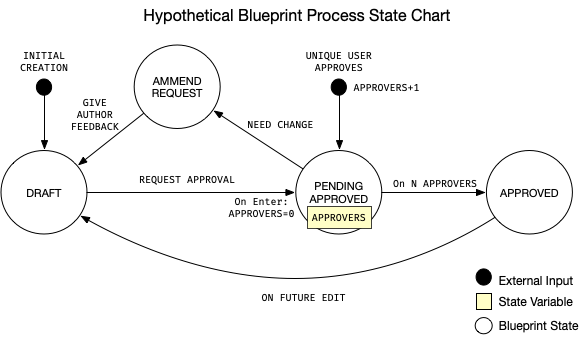 Hypothetical Blueprint Process State Chart
INITIAL
CREATION
AMMEND
REQUEST
UNIQUE USER
APPROVES
APPROVERS+1
GIVE
AUTHOR
FEEDBACK
NEED CHANGE
DRAFT
REQUEST APPROVAL
On Enter:
APPROVERS=0
PENDING
APPROVED
APPROVERS
On N APPROVERS
APPROVED
ON FUTURE EDIT
External Input
State Variable
Blueprint State